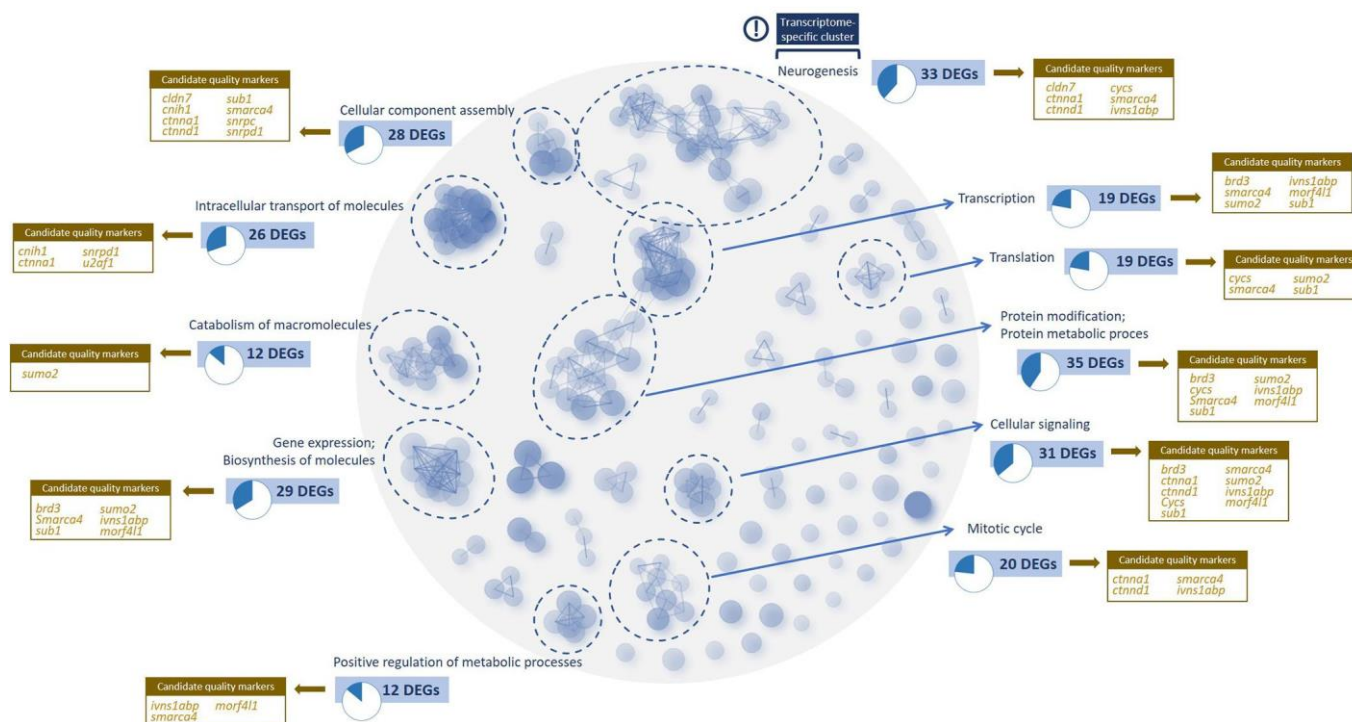 !
Transcriptome-
specific cluster
Neurogenesis
33 DEGs
Candidate quality markers
cldn7 cycs
ctnna1 smarca4
ctnnd1 ivns1abp
Candidate quality markers
cldn7 sub1
cnih1 smarca4
ctnna1 snrpc
ctnnd1 snrpd1
Cellular component assembly
28 DEGs
Intracellular transport of molecules
26 DEGs
Candidate quality markers
cnih1 snrpd1
ctnna1 u2af1
Catabolism of macromolecules
12 DEGs
Candidate quality markers
sumo2
Gene expression;
Biosynthesis of molecules
29 DEGs
Candidate quality markers
brd3 sumo2
Smarca4 ivns1abp
sub1 morf4l1
Positive regulation of metabolic processes
12 DEGs
Candidate quality markers
ivns1abp morf4l1
smarca4
Transcription
19 DEGs
Candidate quality markers
brd3 ivns1abp
smarca4 morf4l1
sumo2 sub1
Translation
19 DEGs
Candidate quality markers
cycs sumo2
smarca4 sub1
Protein modification;
Protein metabolic proces
35 DEGs
Candidate quality markers
brd3 sumo2
cycs ivns1abp
Smarca4 morf4l1
sub1
Cellular signaling
31 DEGs
Candidate quality markers
brd3 smarca4
ctnna1 sumo2
ctnnd1 ivns1abp
Cycs morf4l1
sub1
Mitotic cycle
20 DEGs
Candidate quality markers
ctnna1 smarca4
ctnnd1 ivns1abp